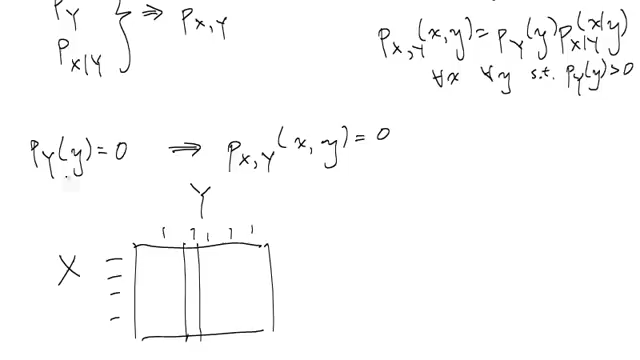 P_Y
P_{X|Y} } ⇒ P_{X,Y}
P_{X,Y}(x,y) = P_Y(y) P_{X|Y}(x|y)
∀x ∀y s.t. P_Y(y)>0
P_Y(y)=0 ⇒ P_{X,Y}(x,y)=0
Y
X